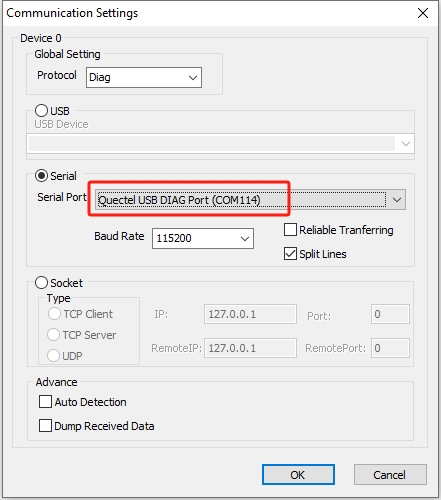 Communication Settings
Device 0
Global Setting
Protocol Diag
USB
USB Device
Serial
Serial Port Quectel USB DIAG Port (COM114)
Baud Rate 115200 Reliable Tranferring
Split Lines
Socket
Type
TCP Client IP: 127.0.0.1 Port: 0
TCP Server
UDP RemoteIP: 127.0.0.1 RemotePort: 0
Advance
Auto Detection
Dump Received Data
OK Cancel